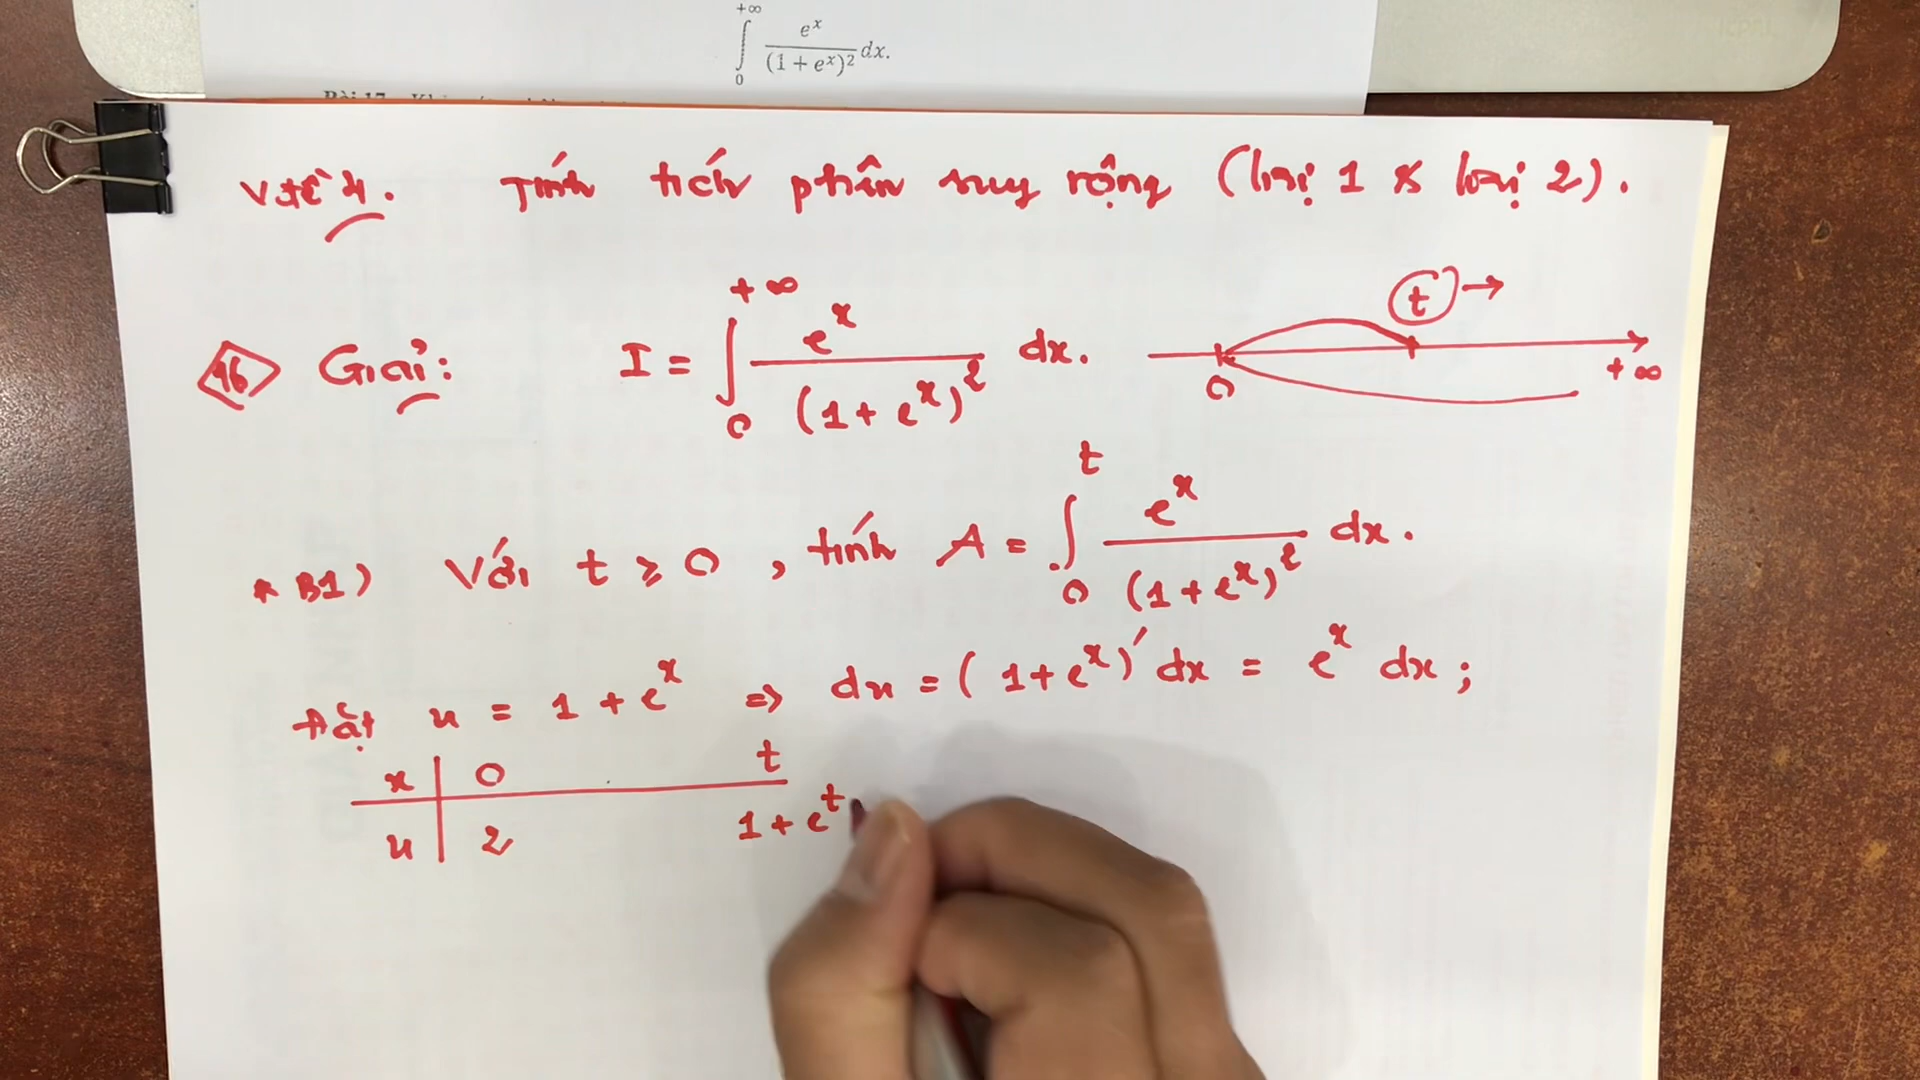 +∞
∫ e^x / (1 + e^x)² dx.
0
Bài 17
Vđề 4. Tính tích phân suy rộng (loại 1 & loại 2).
16 Giải: I = ∫₀^{+∞} e^x / (1 + e^x)² dx. 0 t → +∞
* B1) Với t ≥ 0, tính A = ∫₀^t e^x / (1 + e^x)² dx.
Đặt u = 1 + e^x ⇒ du = (1 + e^x)' dx = e^x dx;
x | 0 t
u | 2 1 + e^t